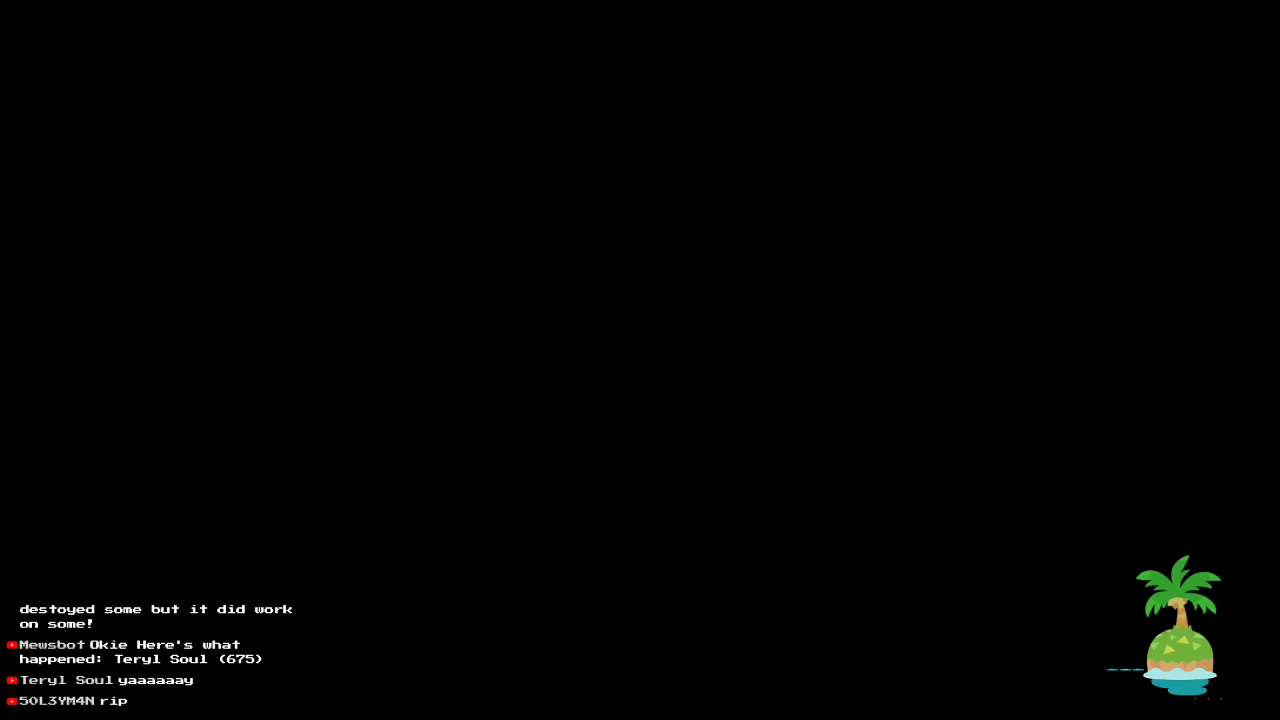 destoyed some but it did work
on some!
Mewsbot Okie Here's what
happened: Teryl Soul (675)
Teryl Soul yaaaaaay
5OL3YM4N rip